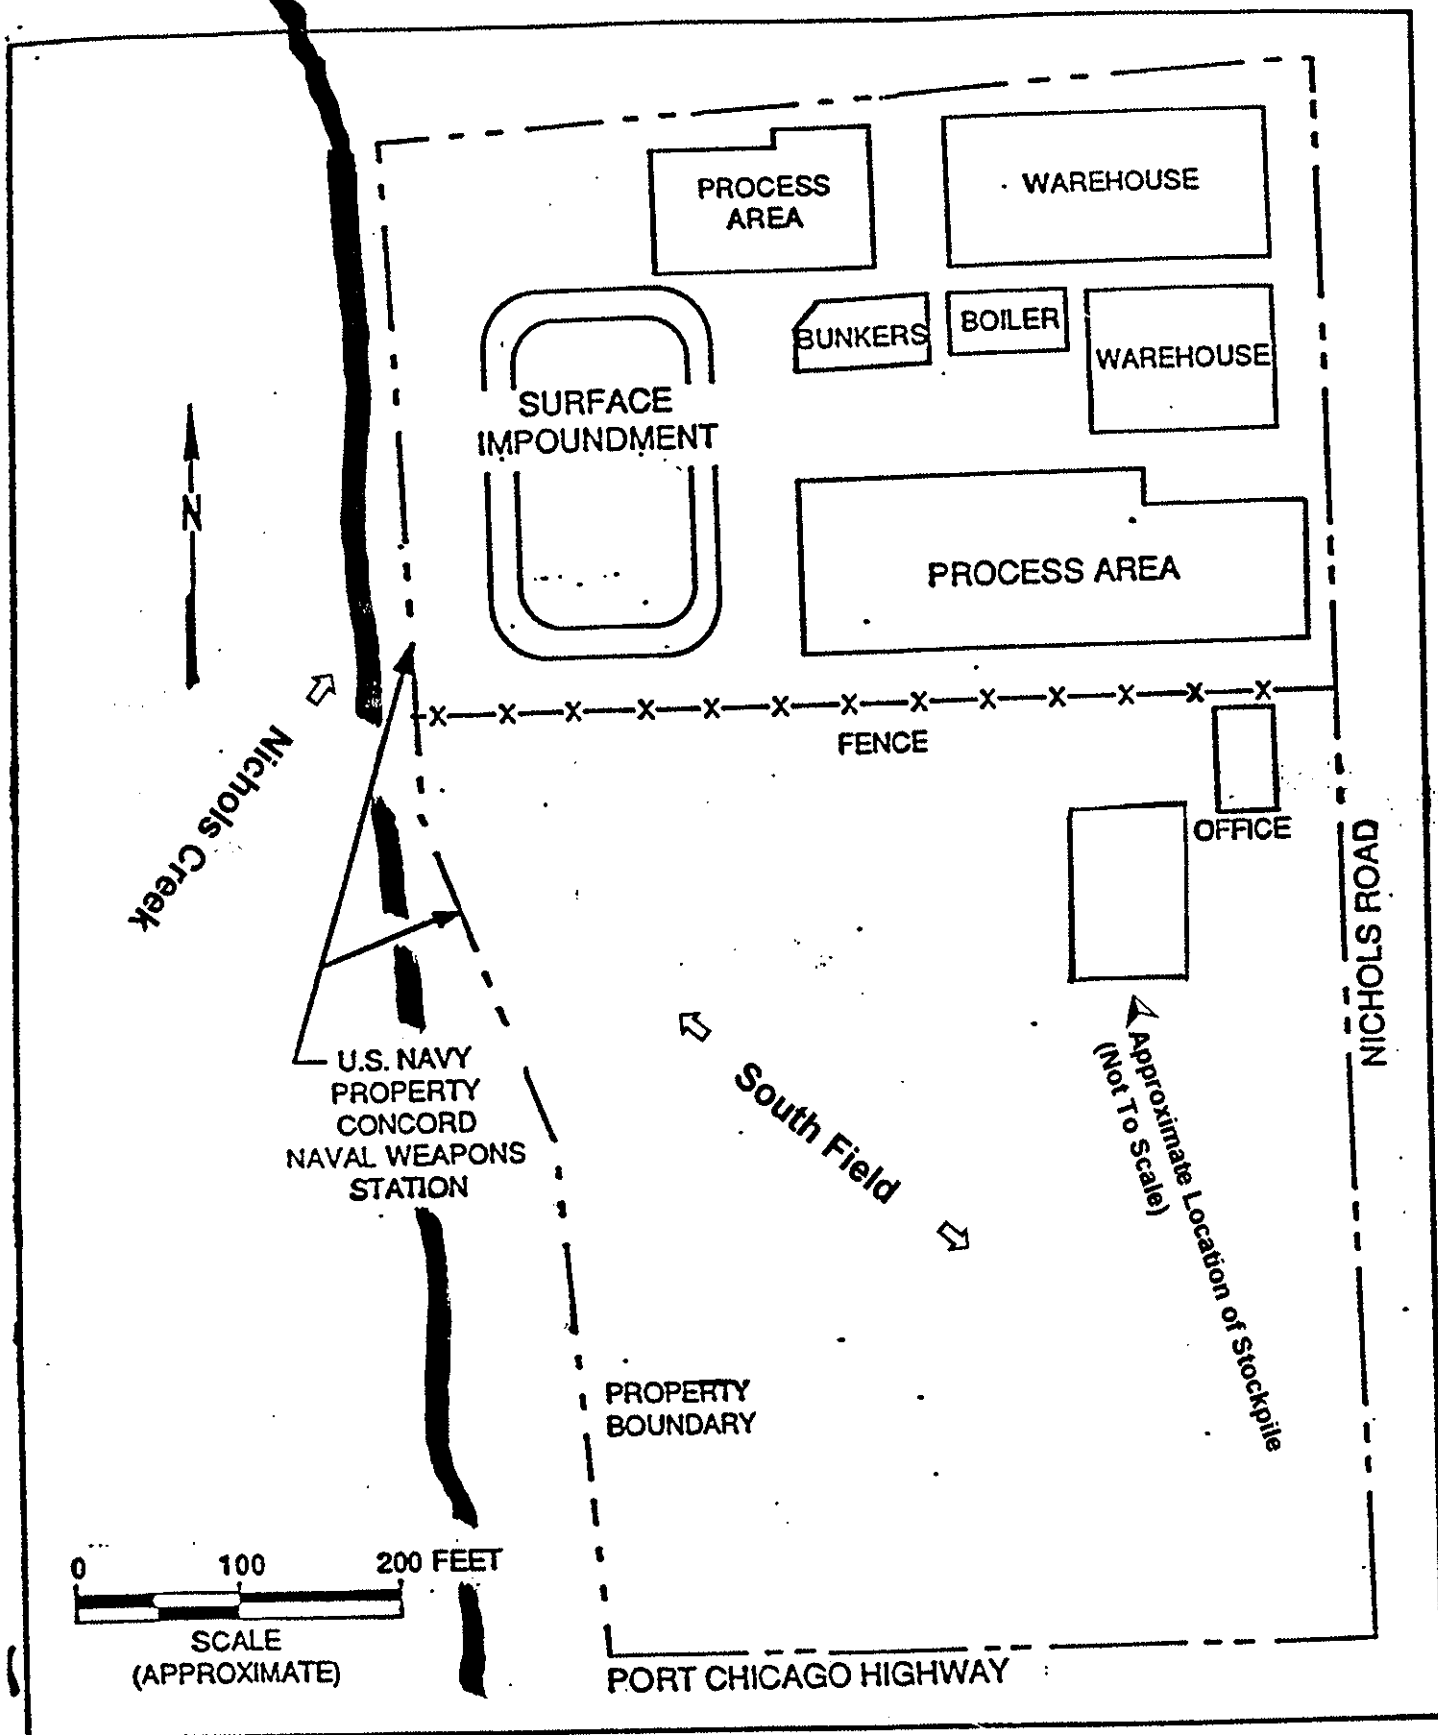 PROCESS
AREA
WAREHOUSE
BUNKERS
BOILER
WAREHOUSE
SURFACE
IMPOUNDMENT
N
PROCESS AREA
X X X X X X X X X X X X X
FENCE
Nichols Creek
OFFICE
NICHOLS ROAD
U.S. NAVY
PROPERTY
CONCORD
NAVAL WEAPONS
STATION
South Field
Approximate Location of Stockpile
(Not To Scale)
PROPERTY
BOUNDARY
0 100 200 FEET
SCALE
(APPROXIMATE)
PORT CHICAGO HIGHWAY